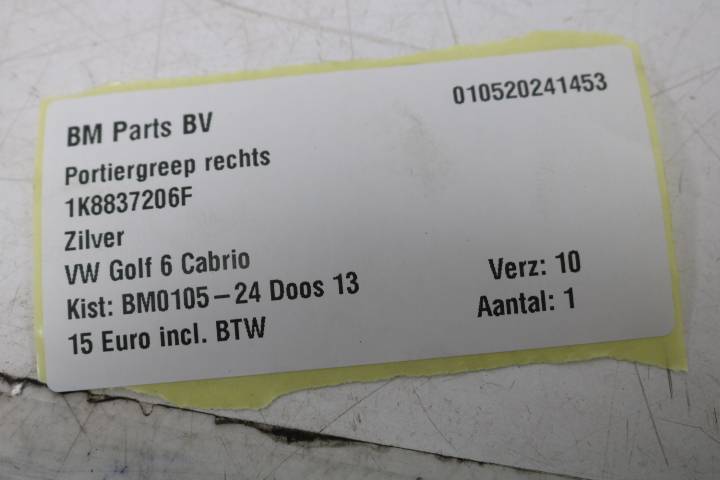 010520241453
BM Parts BV
Portiergreep rechts
1K8837206F
Zilver
VW Golf 6 Cabrio
Kist: BM0105-24 Doos 13
Verz: 10
15 Euro incl. BTW
Aantal: 1